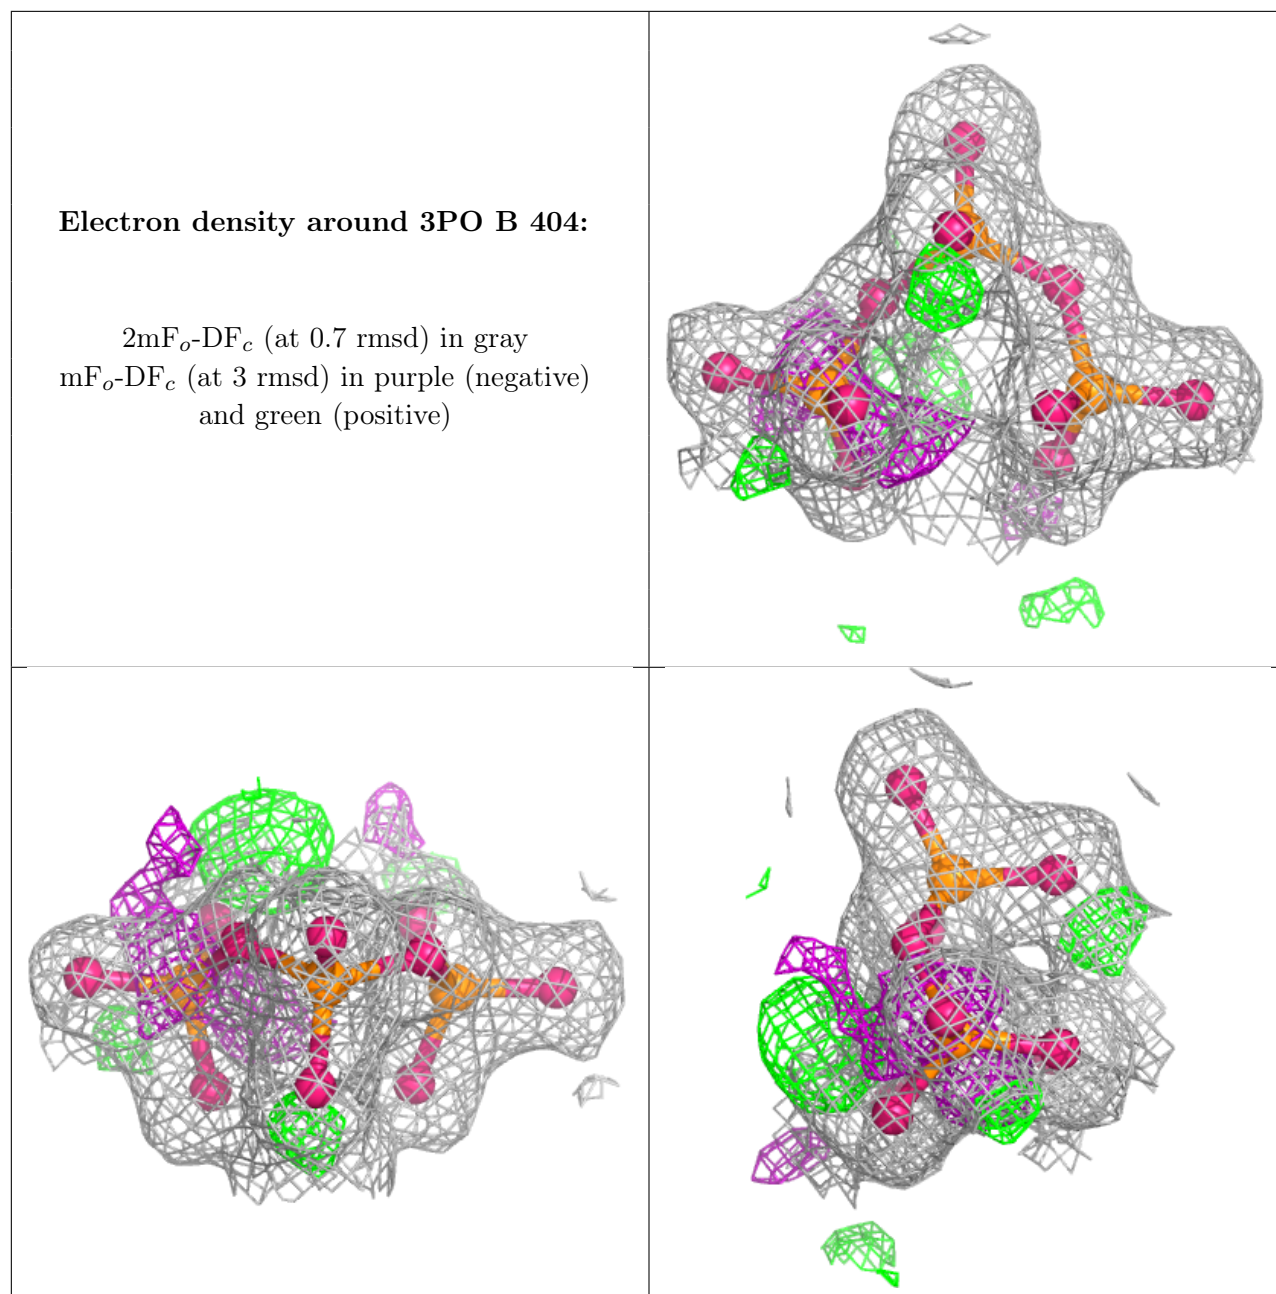 Electron density around 3PO B 404:
2mFo-DFc (at 0.7 rmsd) in gray
mFo-DFc (at 3 rmsd) in purple (negative)
and green (positive)